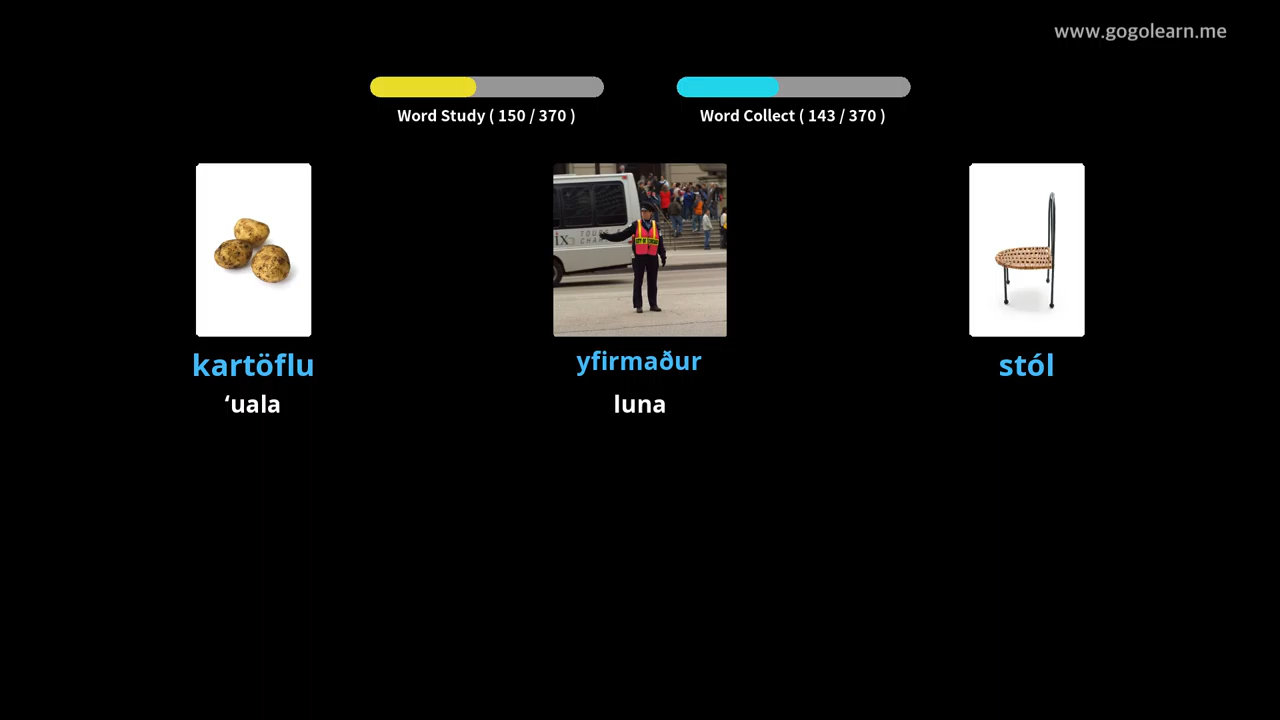 www.gogolearn.me
Word Study ( 150 / 370 )
Word Collect ( 143 / 370 )
kartöflu
yfirmaður
stól
ʻuala
luna